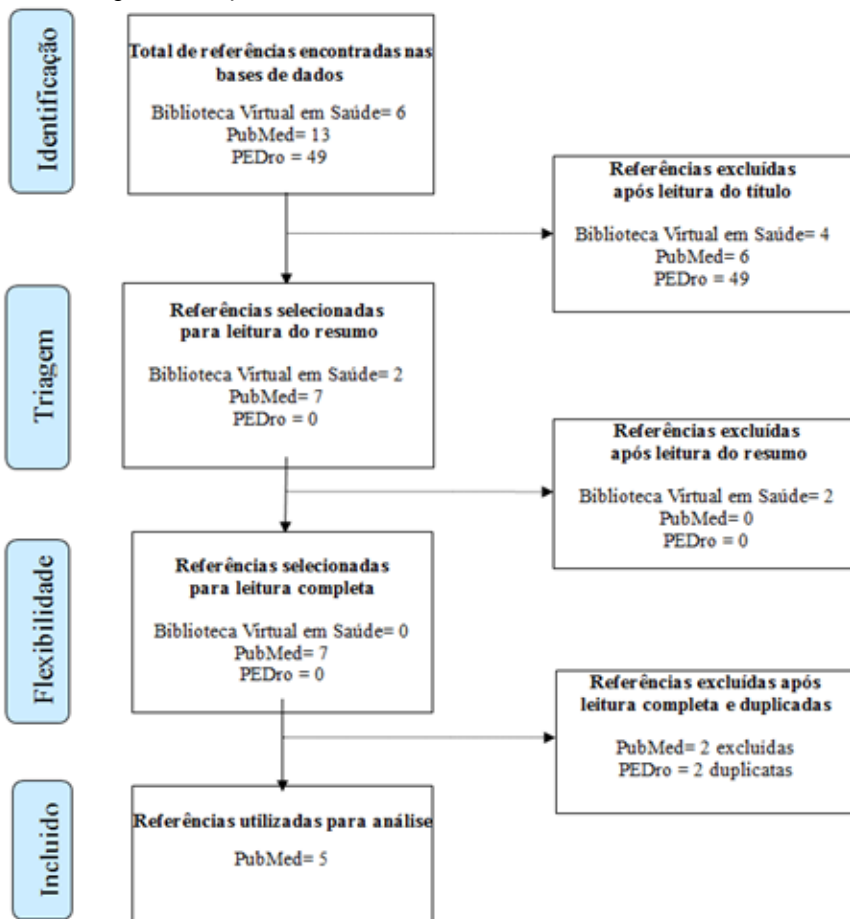 Identificação
Total de referências encontradas nas
bases de dados
Biblioteca Virtual em Saúde= 6
PubMed= 13
PEDro = 49
Referências excluídas
após leitura do título
Biblioteca Virtual em Saúde= 4
PubMed= 6
PEDro = 49
Triagem
Referências selecionadas
para leitura do resumo
Biblioteca Virtual em Saúde= 2
PubMed= 7
PEDro = 0
Referências excluídas
após leitura do resumo
Biblioteca Virtual em Saúde= 2
PubMed= 0
PEDro = 0
Flexibilidade
Referências selecionadas
para leitura completa
Biblioteca Virtual em Saúde= 0
PubMed= 7
PEDro = 0
Referências excluídas após
leitura completa e duplicadas
PubMed= 2 excluidas
PEDro = 2 duplicatas
Incluido
Referências utilizadas para análise
PubMed= 5